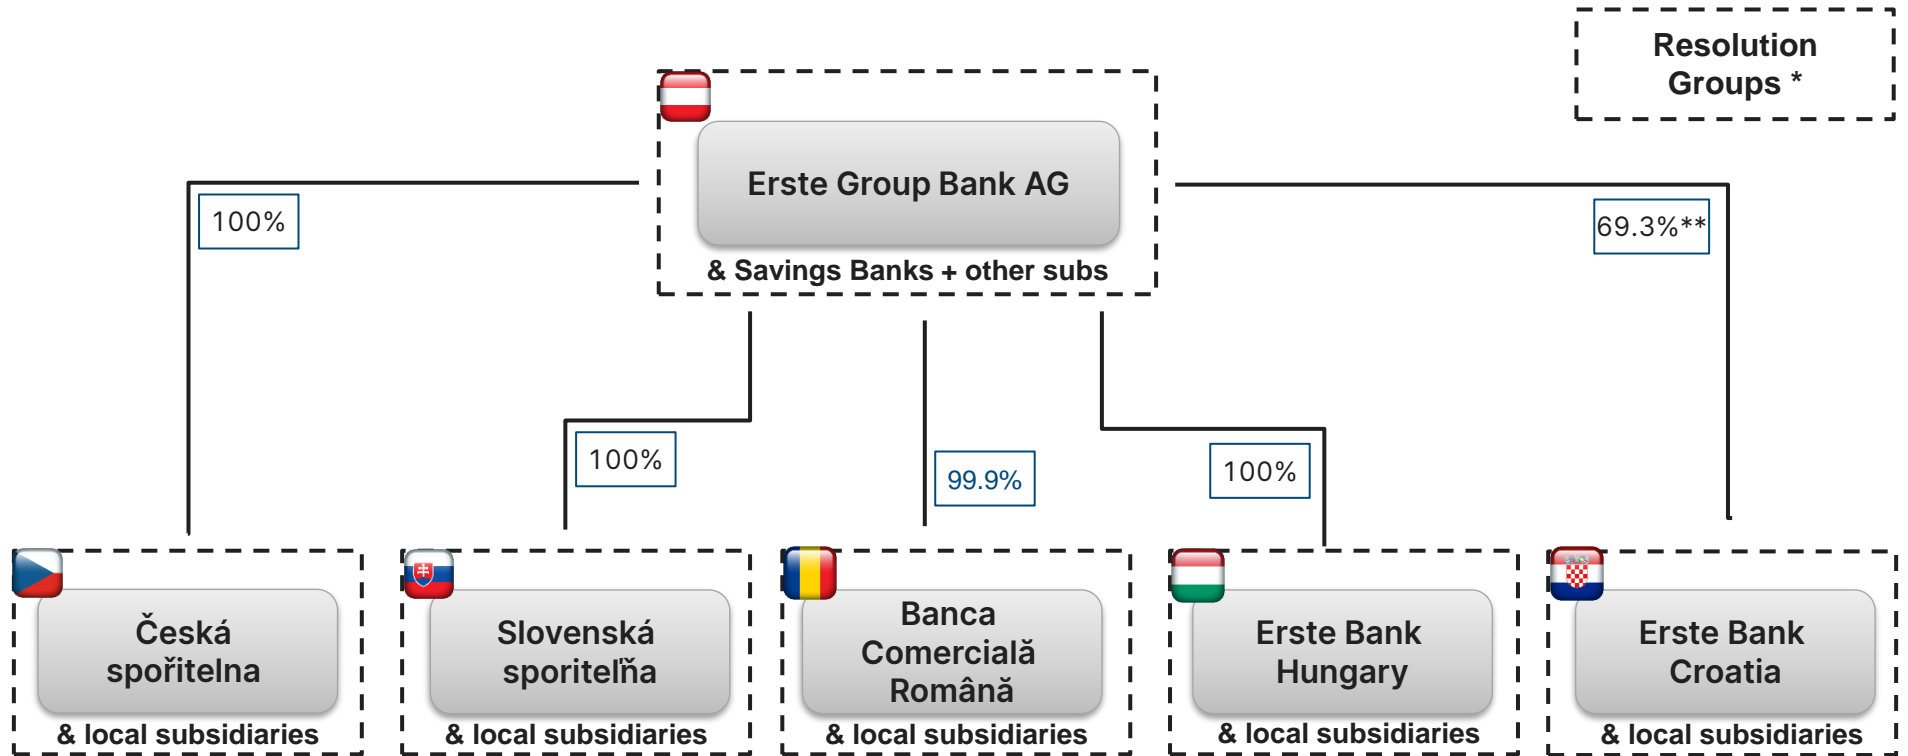 Resolution
Groups *
Erste Group Bank AG
& Savings Banks + other subs
100%
69.3%**
100%
99.9%
100%
Česká
spořitelna
& local subsidiaries
Slovenská
sporiteľňa
& local subsidiaries
Banca
Comercială
Română
& local subsidiaries
Erste Bank
Hungary
& local subsidiaries
Erste Bank
Croatia
& local subsidiaries